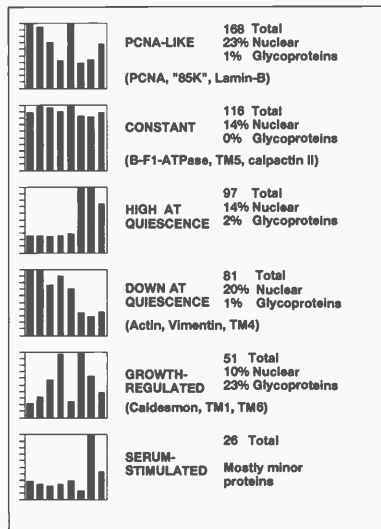 168 Total
PCNA-LIKE 23% Nuclear
1% Glycoproteins
(PCNA, "85K", Lamin-B)
116 Total
CONSTANT 14% Nuclear
0% Glycoproteins
(B-F1-ATPase, TM5, calpactin II)
97 Total
HIGH AT 14% Nuclear
QUIESCENCE 2% Glycoproteins
81 Total
DOWN AT 20% Nuclear
QUIESCENCE 1% Glycoproteins
(Actin, Vimentin, TM4)
51 Total
GROWTH- 10% Nuclear
REGULATED 23% Glycoproteins
(Caldesmon, TM1, TM6)
26 Total
SERUM-
STIMULATED Mostly minor
proteins